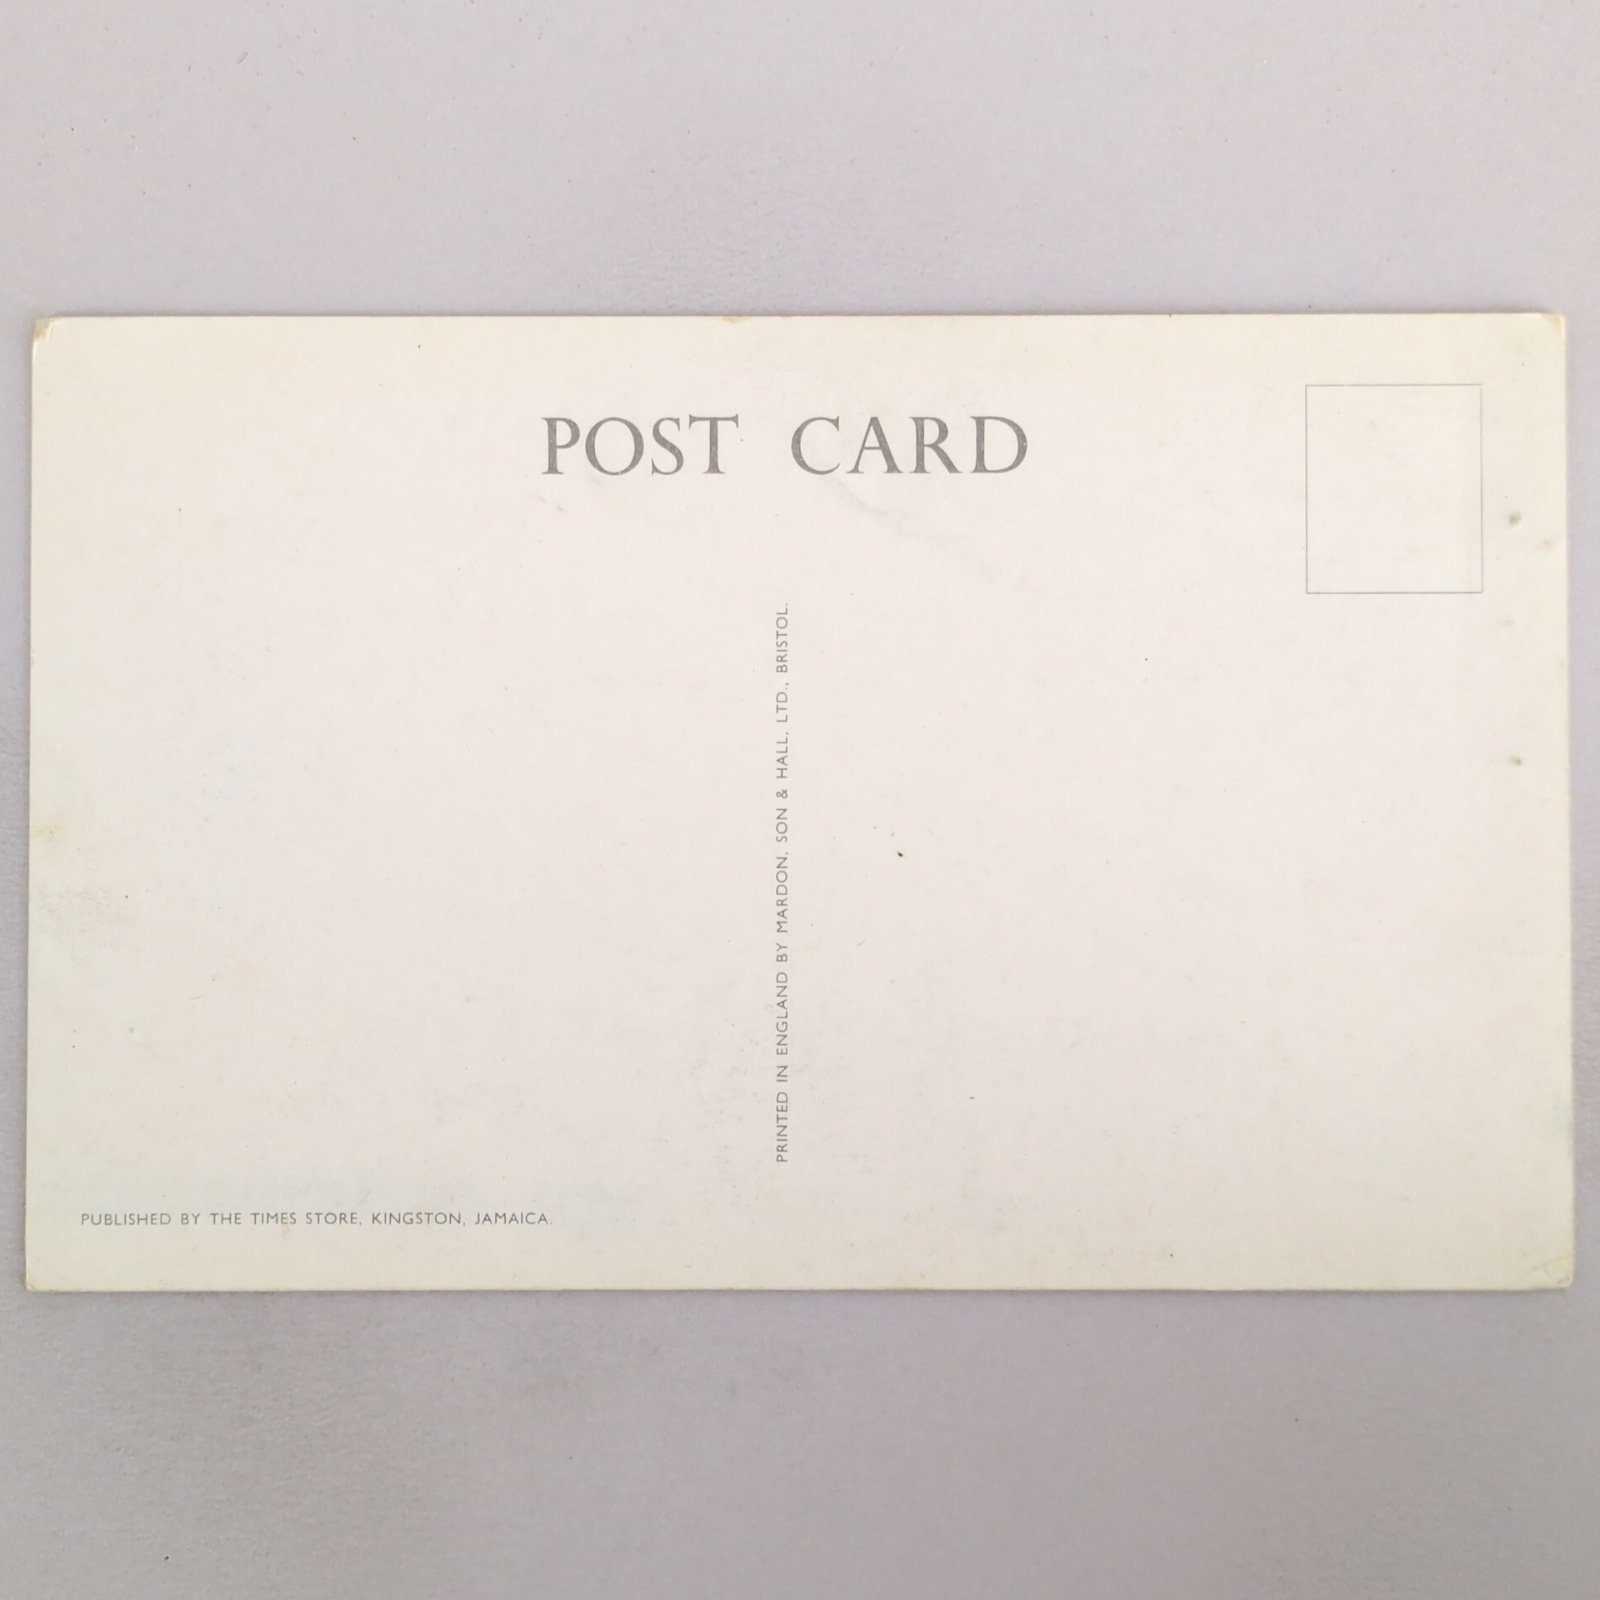 POST CARD
PRINTED IN ENGLAND BY MARDON, SON & HALL, LTD., BRISTOL.
PUBLISHED BY THE TIMES STORE, KINGSTON, JAMAICA.